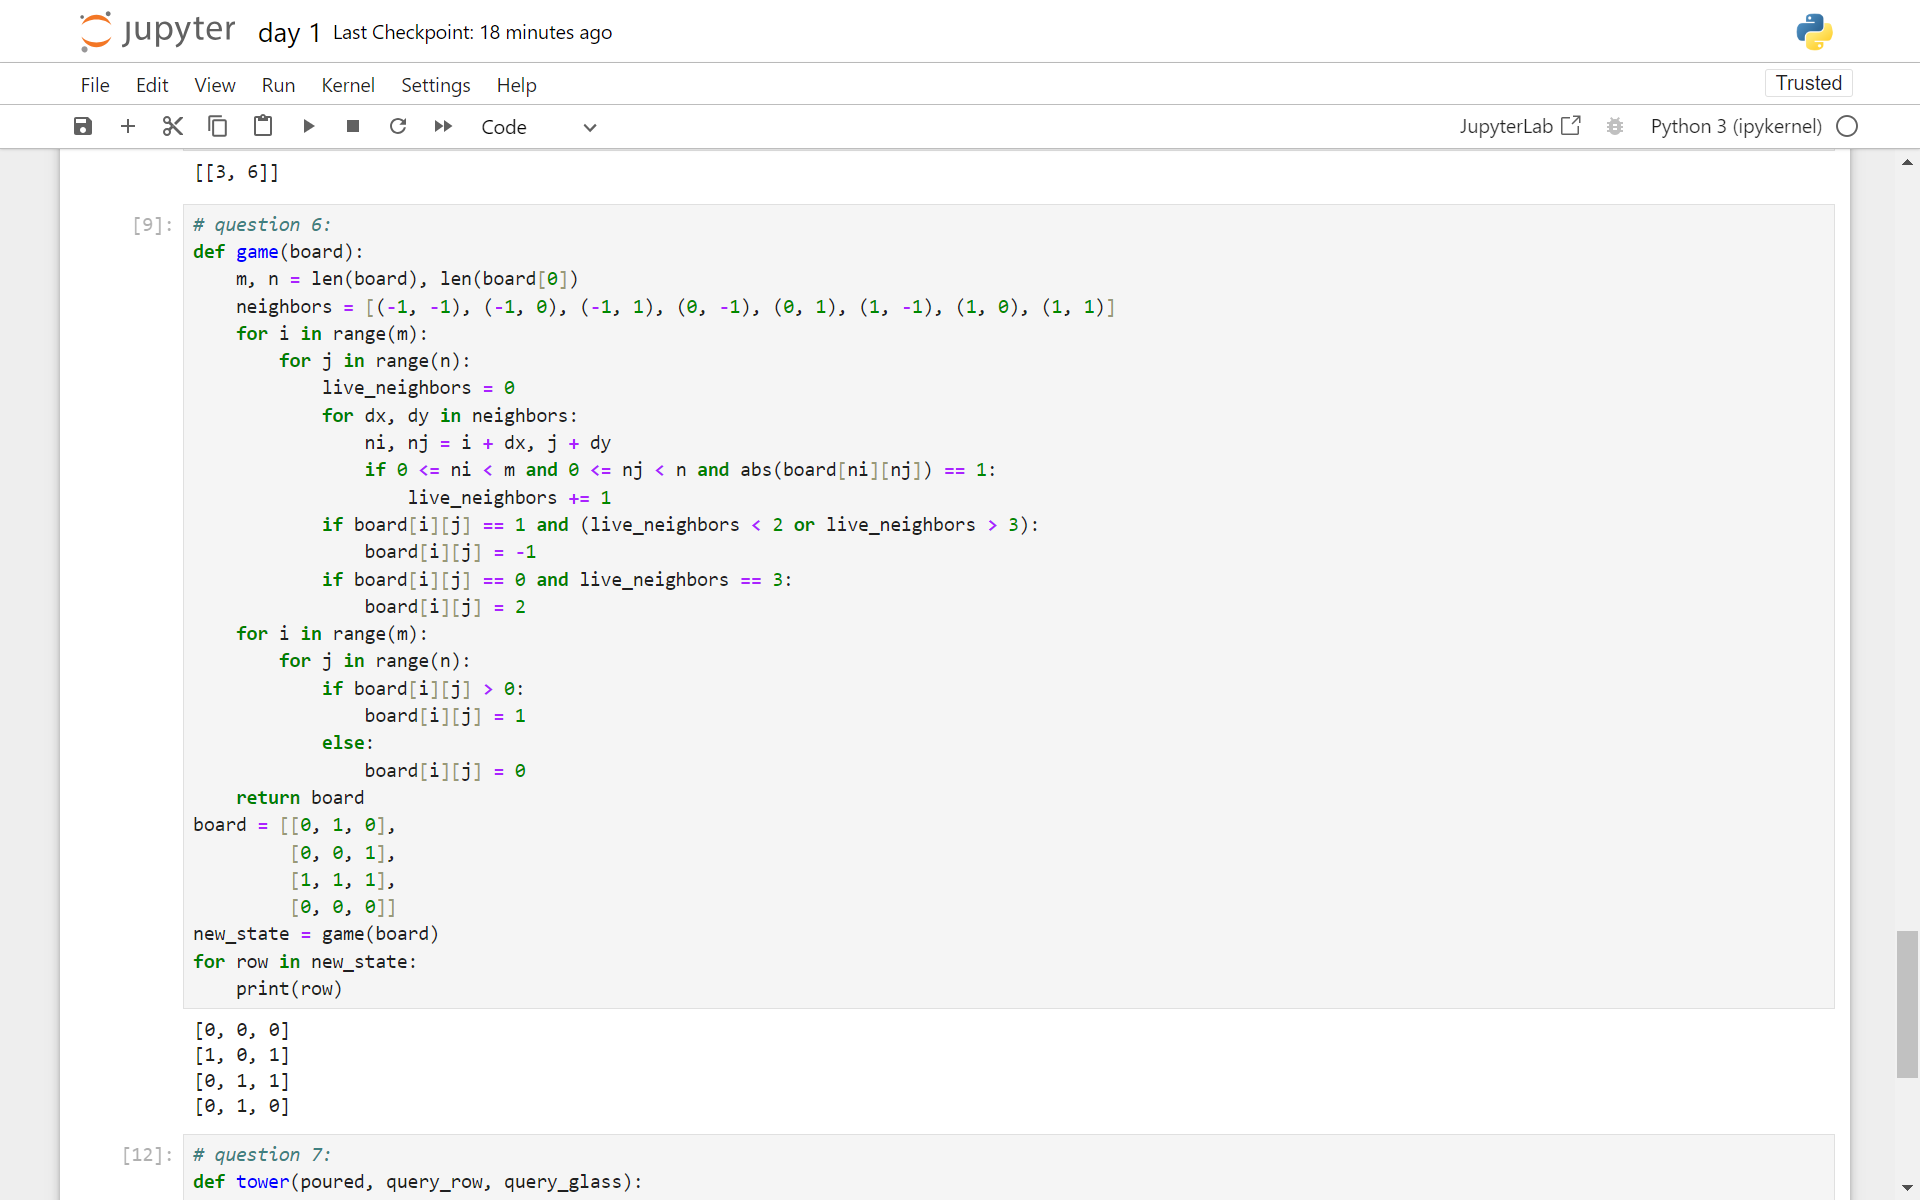 jupyter day 1 Last Checkpoint: 18 minutes ago
File Edit View Run Kernel Settings Help Trusted
Code JupyterLab Python 3 (ipykernel)
[[3, 6]]
[9]: # question 6:
def game(board):
    m, n = len(board), len(board[0])
    neighbors = [(-1, -1), (-1, 0), (-1, 1), (0, -1), (0, 1), (1, -1), (1, 0), (1, 1)]
    for i in range(m):
        for j in range(n):
            live_neighbors = 0
            for dx, dy in neighbors:
                ni, nj = i + dx, j + dy
                if 0 <= ni < m and 0 <= nj < n and abs(board[ni][nj]) == 1:
                    live_neighbors += 1
            if board[i][j] == 1 and (live_neighbors < 2 or live_neighbors > 3):
                board[i][j] = -1
            if board[i][j] == 0 and live_neighbors == 3:
                board[i][j] = 2
    for i in range(m):
        for j in range(n):
            if board[i][j] > 0:
                board[i][j] = 1
            else:
                board[i][j] = 0
    return board
board = [[0, 1, 0],
         [0, 0, 1],
         [1, 1, 1],
         [0, 0, 0]]
new_state = game(board)
for row in new_state:
    print(row)
[0, 0, 0]
[1, 0, 1]
[0, 1, 1]
[0, 1, 0]
[12]: # question 7:
def tower(poured, query_row, query_glass):